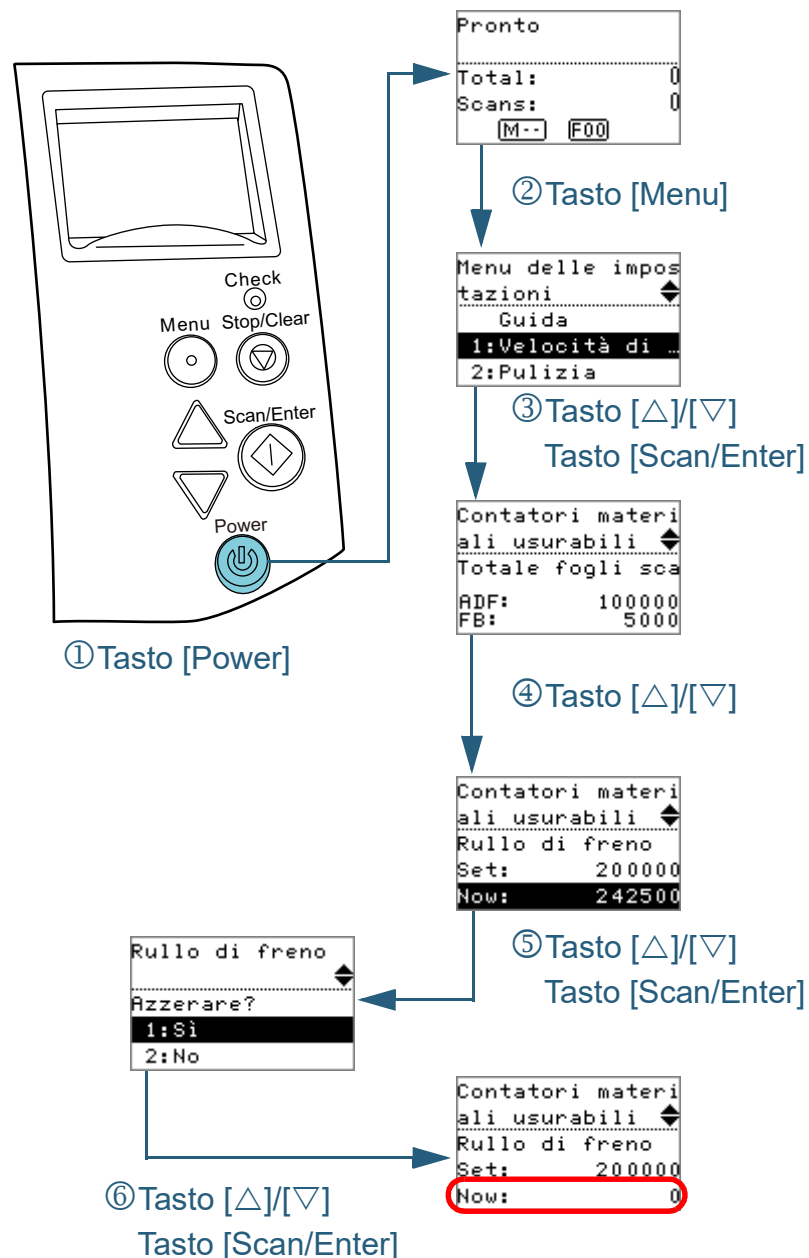 Pronto
Total: 0
Scans: 0
M-- F00
②Tasto [Menu]
Check
Menu Stop/Clear
Scan/Enter
Power
①Tasto [Power]
Menu delle impos
tazioni
Guida
1:Velocità di …
2:Pulizia
③Tasto [△]/[▽]
Tasto [Scan/Enter]
Contatori materi
ali usurabili
Totale fogli sca
ADF: 100000
FB: 5000
④Tasto [△]/[▽]
Contatori materi
ali usurabili
Rullo di freno
Set: 200000
Now: 242500
⑤Tasto [△]/[▽]
Tasto [Scan/Enter]
Rullo di freno
Azzerare?
1:Sì
2:No
⑥Tasto [△]/[▽]
Tasto [Scan/Enter]
Contatori materi
ali usurabili
Rullo di freno
Set: 200000
Now: 0